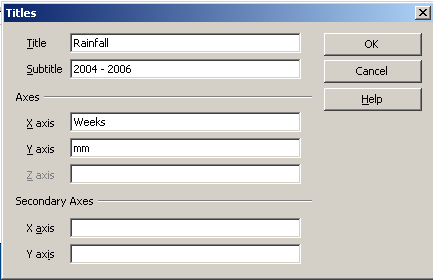 Titles
Title Rainfall OK
Subtitle 2004 - 2006 Cancel
Axes Help
X axis Weeks
Y axis mm
Z axis
Secondary Axes
X axis
Y axis